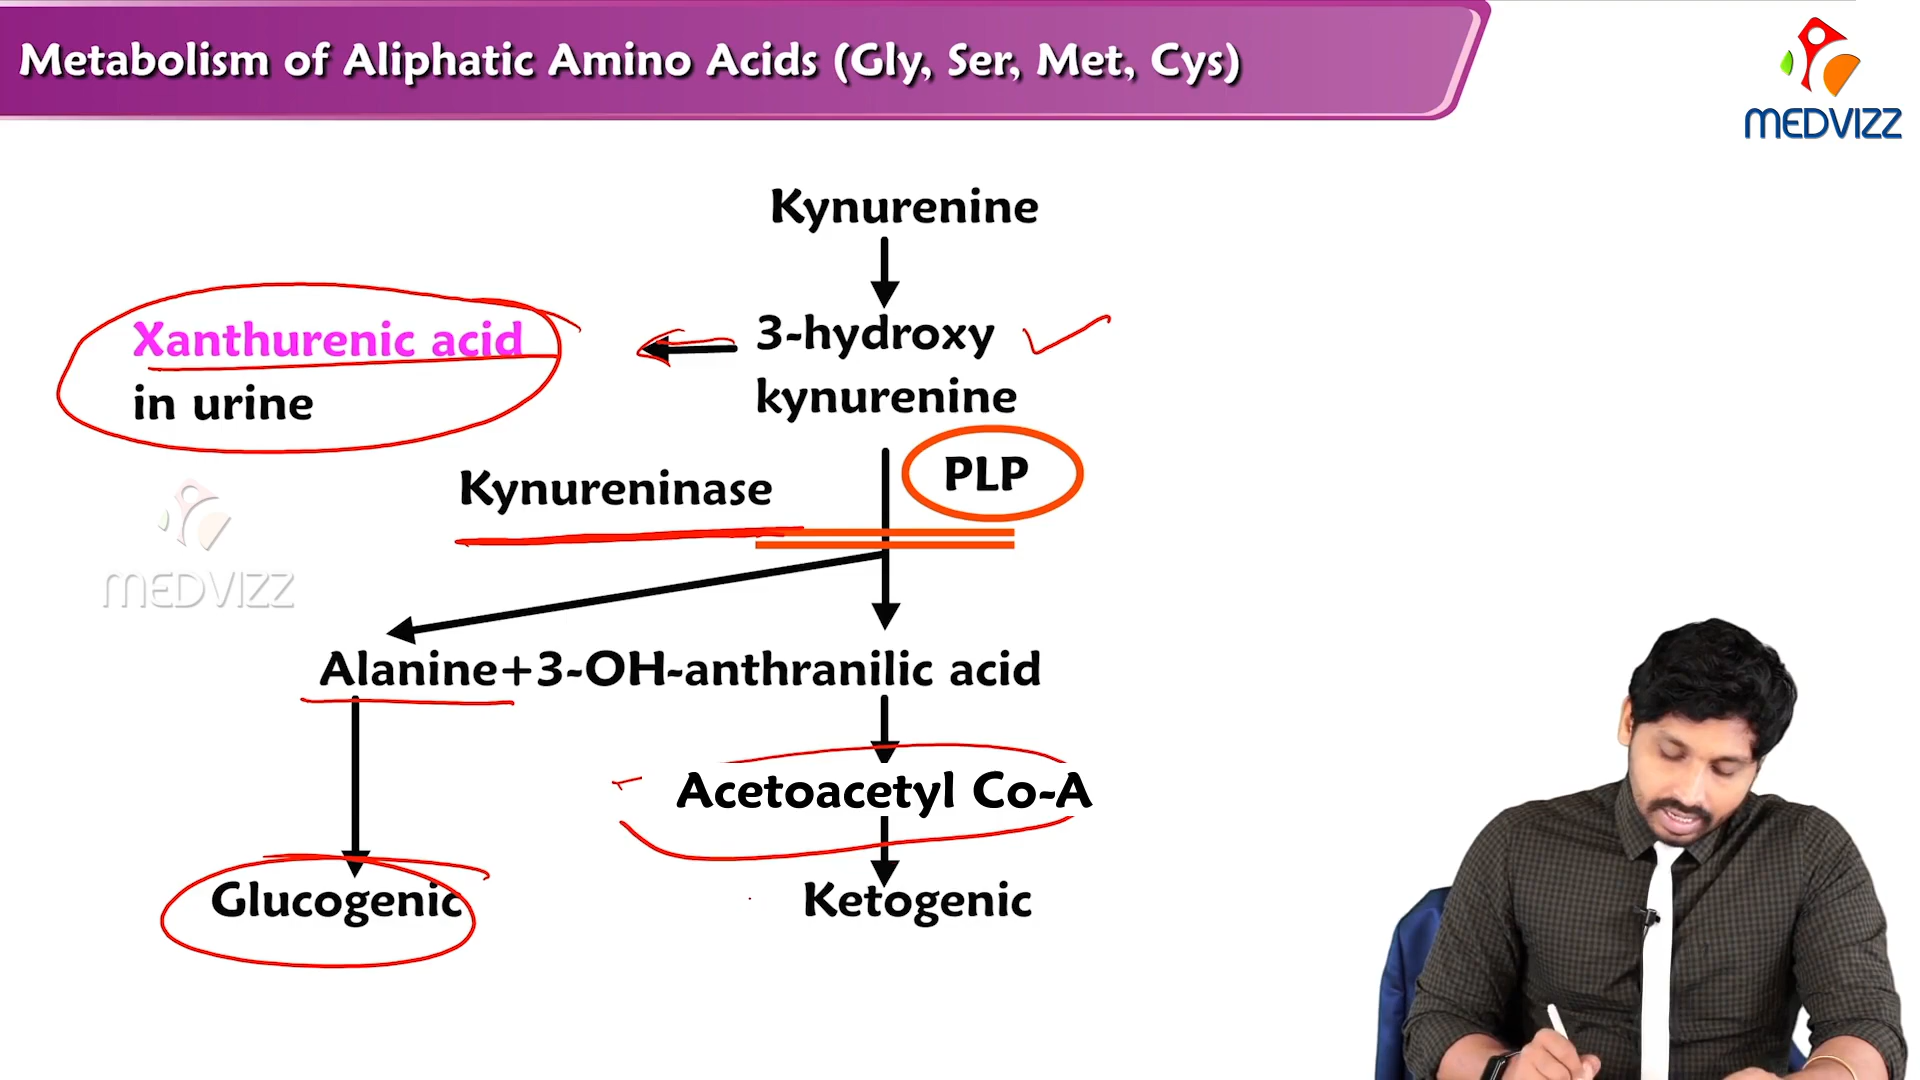 Metabolism of Aliphatic Amino Acids (Gly, Ser, Met, Cys)
MEDVIZZ
Kynurenine
Xanthurenic acid
in urine
3-hydroxy
kynurenine
PLP
Kynureninase
MEDVIZZ
Alanine+3-OH-anthranilic acid
Acetoacetyl Co-A
Glucogenic
Ketogenic